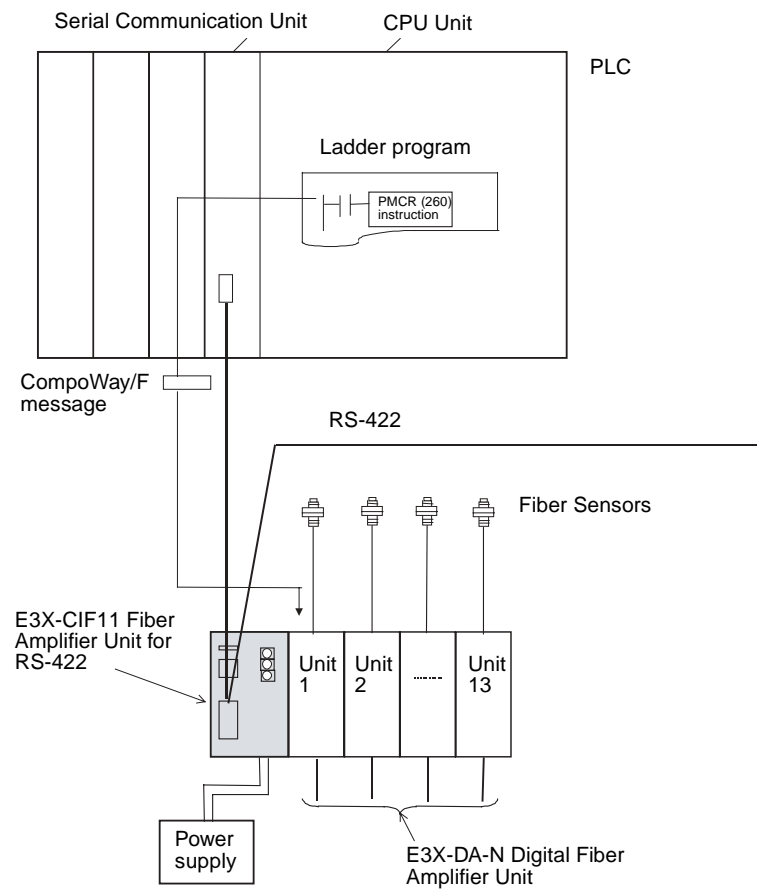 Serial Communication Unit
CPU Unit
PLC
Ladder program
PMCR (260)
instruction
CompoWay/F
message
RS-422
Fiber Sensors
E3X-CIF11 Fiber
Amplifier Unit for
RS-422
Unit
1
Unit
2
Unit
13
Power
supply
E3X-DA-N Digital Fiber
Amplifier Unit